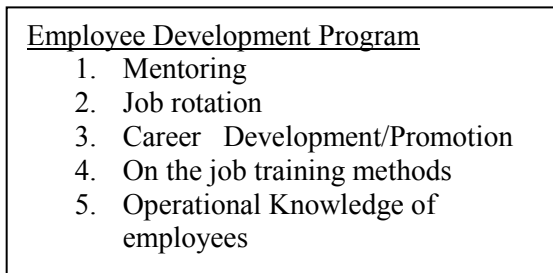 Employee Development Program
1. Mentoring
2. Job rotation
3. Career Development/Promotion
4. On the job training methods
5. Operational Knowledge of
employees